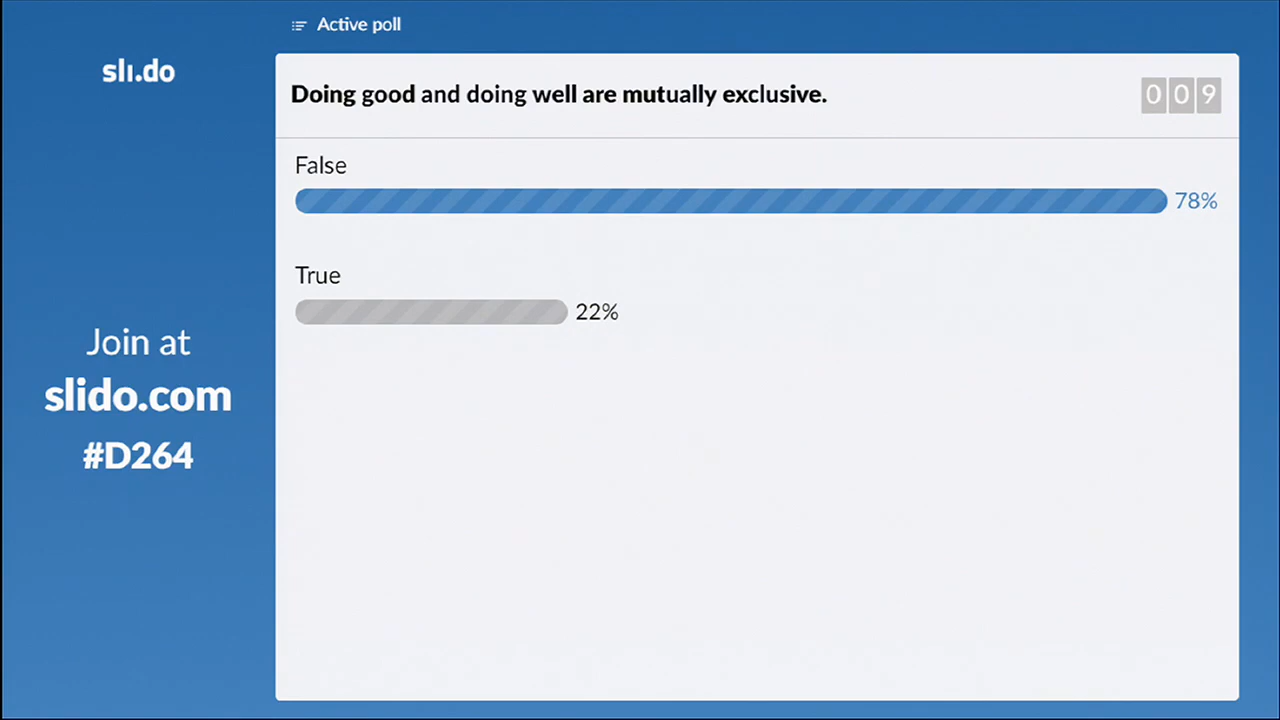 Active poll
sli.do
Doing good and doing well are mutually exclusive.
009
False
78%
True
22%
Join at
slido.com
#D264